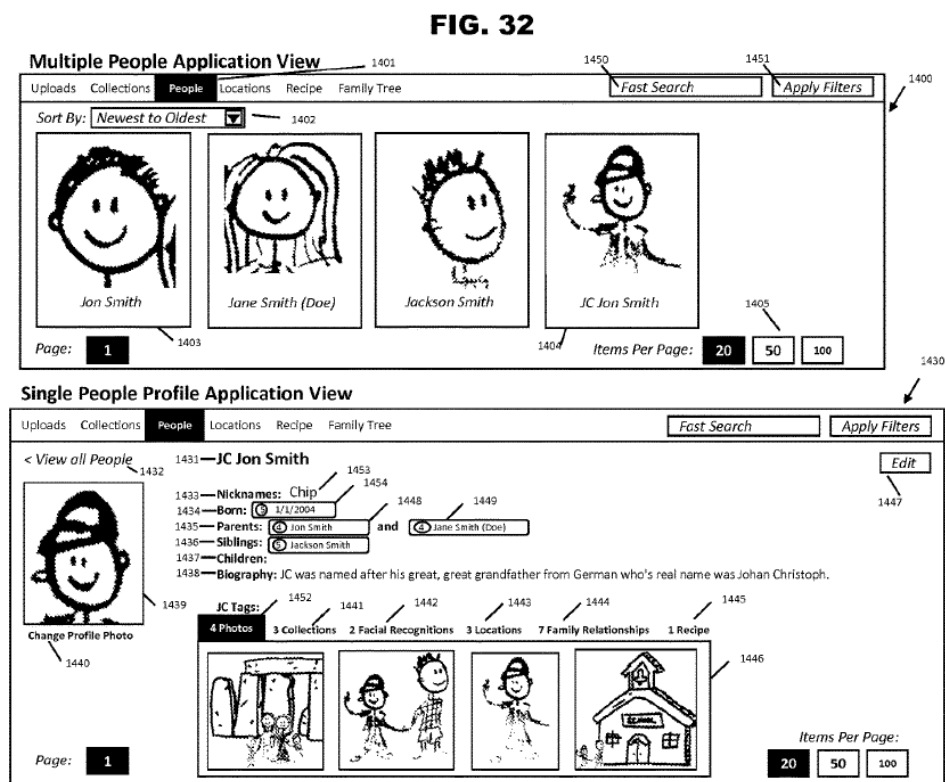 FIG. 32
Multiple People Application View
1401
1450
1451
1400
Uploads Collections People Locations Recipe Family Tree Fast Search Apply Filters
Sort By: Newest to Oldest 1402
Jon Smith Jane Smith (Doe) Jackson Smith JC Jon Smith
1403 1404 1405
Page: 1 Items Per Page: 20 50 100
1430
Single People Profile Application View
Uploads Collections People Locations Recipe Family Tree Fast Search Apply Filters
< View all People 1432
1431 JC Jon Smith Edit
1447
1433 Nicknames: Chip 1453
1434 Born: 5 1/1/2004 1454
1435 Parents: 4 Jon Smith and 4 Jane Smith (Doe) 1448 1449
1436 Siblings: 5 Jackson Smith
1437 Children:
1438 Biography: JC was named after his great, great grandfather from German who's real name was Johan Christoph.
1439
Change Profile Photo
1440
JC Tags: 1452 1441 1442 1443 1444 1445
4 Photos 3 Collections 2 Facial Recognitions 3 Locations 7 Family Relationships 1 Recipe
1446
Page: 1 Items Per Page:
20 50 100